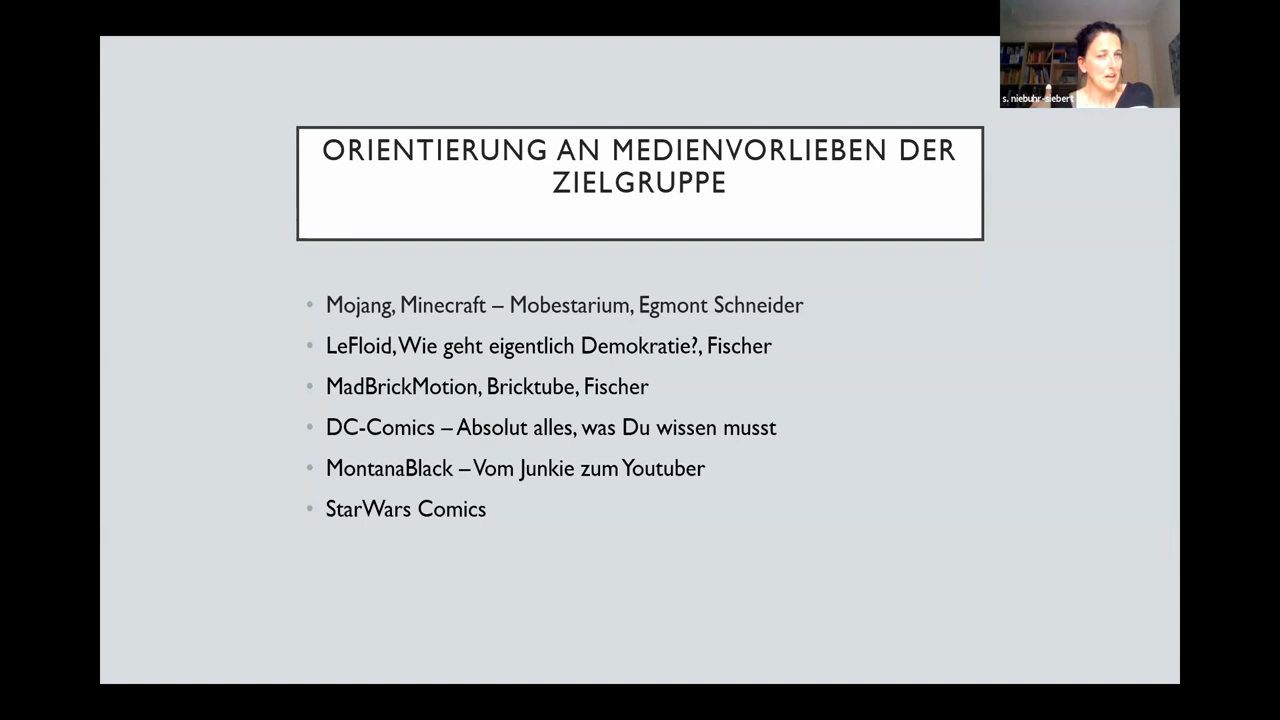 s. niebuhr-siebert
ORIENTIERUNG AN MEDIENVORLIEBEN DER
ZIELGRUPPE
• Mojang, Minecraft – Mobestarium, Egmont Schneider
• LeFloid, Wie geht eigentlich Demokratie?, Fischer
• MadBrickMotion, Bricktube, Fischer
• DC-Comics – Absolut alles, was Du wissen musst
• MontanaBlack – Vom Junkie zum Youtuber
• StarWars Comics